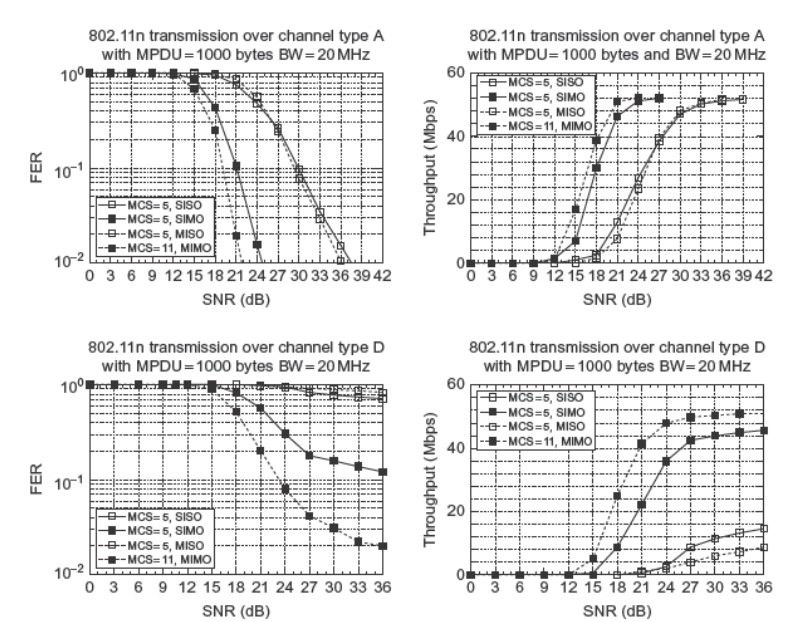 802.11n transmission over channel type A
with MPDU=1000 bytes BW=20 MHz
10⁰
10⁻¹
10⁻²
FER
MCS=5, SISO
MCS=5, SIMO
MCS=5, MISO
MCS=11, MIMO
0 3 6 9 12 15 18 21 24 27 30 33 36 39 42
SNR (dB)
802.11n transmission over channel type A
with MPDU=1000 bytes and BW=20 MHz
60
40
20
0
Throughput (Mbps)
MCS=5, SISO
MCS=5, SIMO
MCS=5, MISO
MCS=11, MIMO
0 3 6 9 12 15 18 21 24 27 30 33 36 39 42
SNR (dB)
802.11n transmission over channel type D
with MPDU=1000 bytes BW=20 MHz
10⁰
10⁻¹
10⁻²
FER
MCS=5, SISO
MCS=5, SIMO
MCS=5, MISO
MCS=11, MIMO
0 3 6 9 12 15 18 21 24 27 30 33 36
SNR (dB)
802.11n transmission over channel type D
with MPDU=1000 bytes BW=20 MHz
60
40
20
0
Throughput (Mbps)
MCS=5, SISO
MCS=5, SIMO
MCS=5, MISO
MCS=11, MIMO
0 3 6 9 12 15 18 21 24 27 30 33 36
SNR (dB)